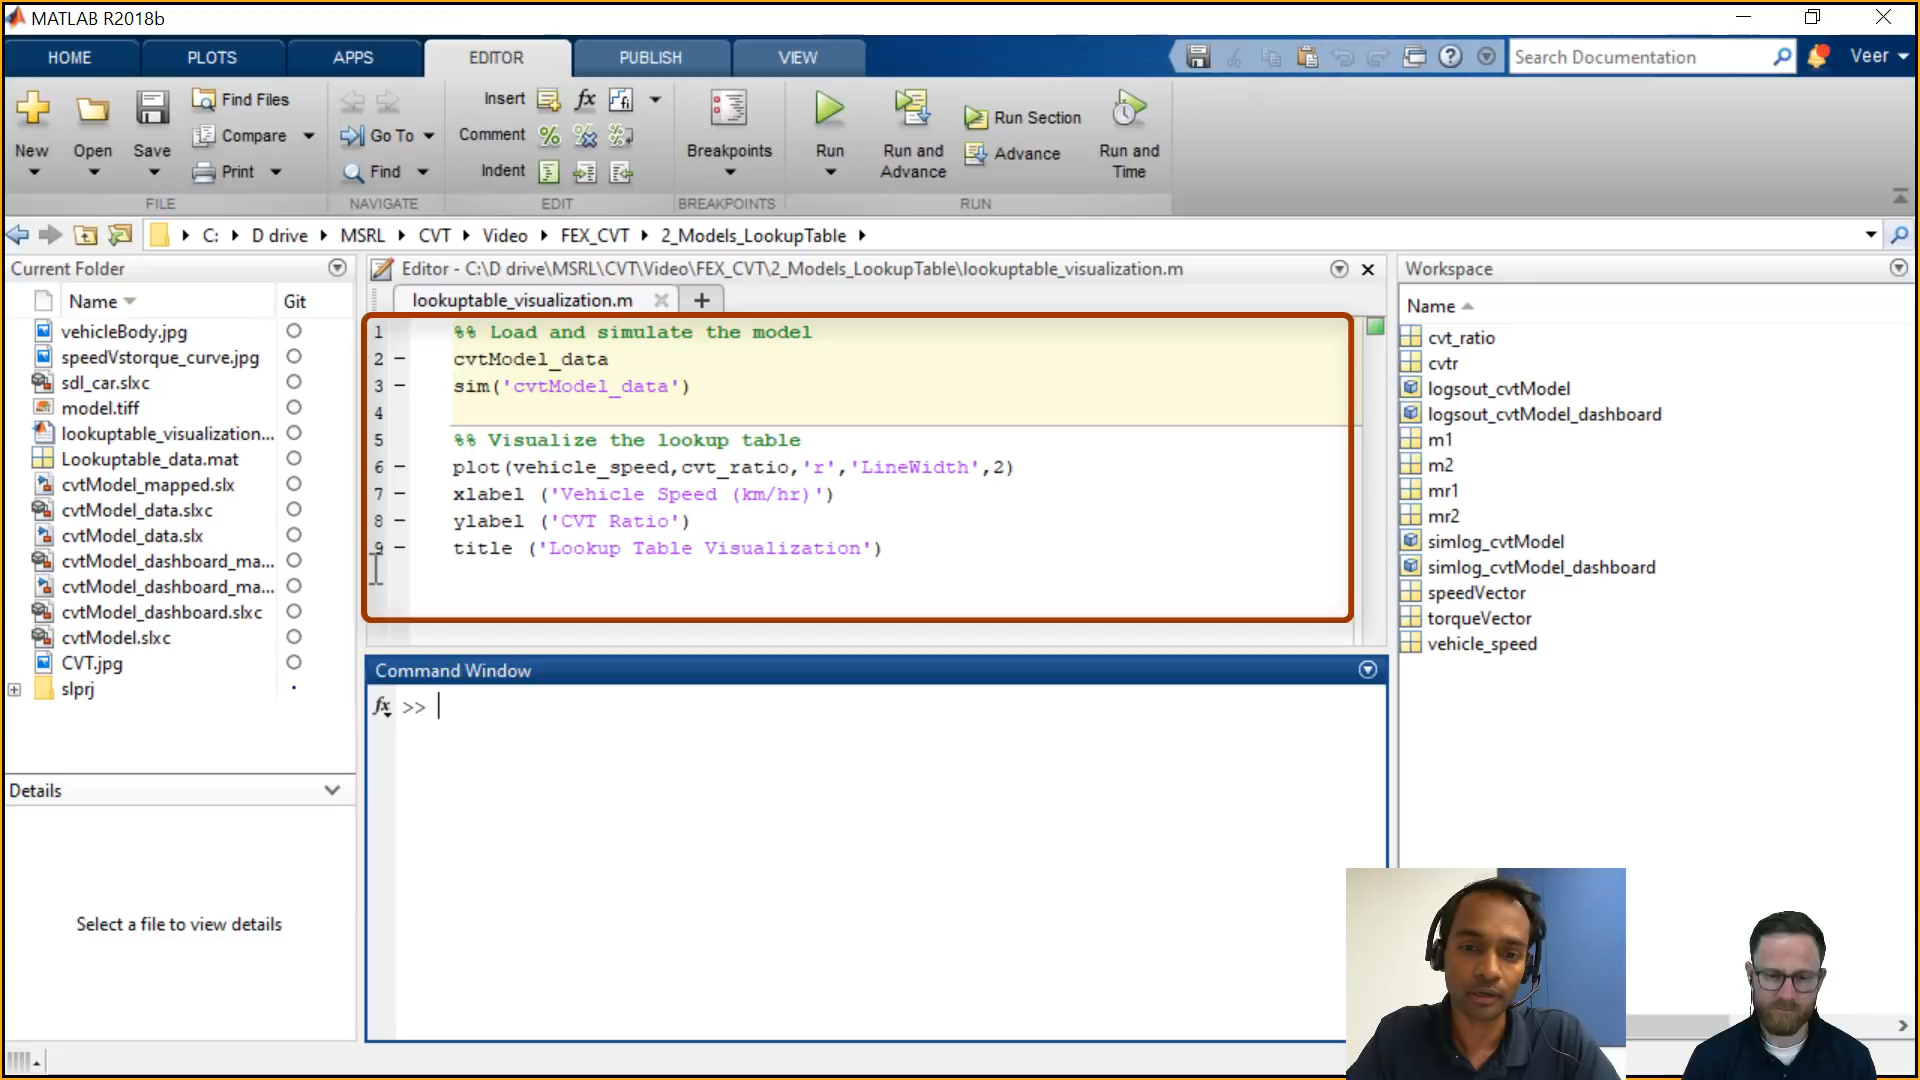 MATLAB R2018b
HOME PLOTS APPS EDITOR PUBLISH VIEW
Search Documentation
Veer
New
Open
Save
Find Files
Compare
Print
FILE
Go To
Find
NAVIGATE
Insert
Comment
Indent
EDIT
fx
Breakpoints
BREAKPOINTS
Run
Run and Advance
Run Section
Advance
Run and Time
RUN
C: D drive MSRL CVT Video FEX_CVT 2_Models_LookupTable
Current Folder
Name Git
vehicleBody.jpg
speedVstorque_curve.jpg
sdl_car.slxc
model.tiff
lookuptable_visualization...
Lookuptable_data.mat
cvtModel_mapped.slx
cvtModel_data.slxc
cvtModel_data.slx
cvtModel_dashboard_ma...
cvtModel_dashboard_ma...
cvtModel_dashboard.slxc
cvtModel.slxc
CVT.jpg
slprj
Details
Select a file to view details
Editor - C:\D drive\MSRL\CVT\Video\FEX_CVT\2_Models_LookupTable\lookuptable_visualization.m
lookuptable_visualization.m
1 %% Load and simulate the model
2 cvtModel_data
3 sim('cvtModel_data')
4
5 %% Visualize the lookup table
6 plot(vehicle_speed,cvt_ratio,'r','LineWidth',2)
7 xlabel ('Vehicle Speed (km/hr)')
8 ylabel ('CVT Ratio')
9 title ('Lookup Table Visualization')
Command Window
fx >>
Workspace
Name
cvt_ratio
cvtr
logsout_cvtModel
logsout_cvtModel_dashboard
m1
m2
mr1
mr2
simlog_cvtModel
simlog_cvtModel_dashboard
speedVector
torqueVector
vehicle_speed